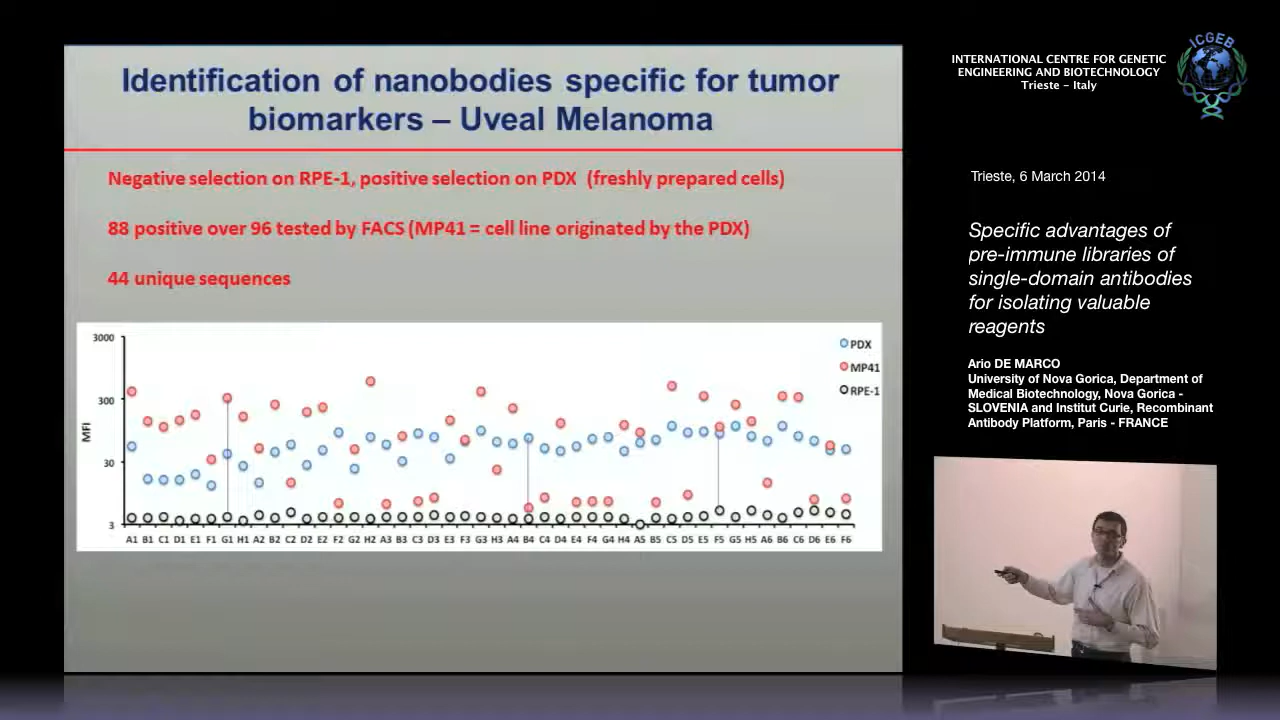 Identification of nanobodies specific for tumor
biomarkers – Uveal Melanoma
Negative selection on RPE-1, positive selection on PDX (freshly prepared cells)
88 positive over 96 tested by FACS (MP41 = cell line originated by the PDX)
44 unique sequences
3000
300
30
3
MFI
PDX
MP41
RPE-1
A1 B1 C1 D1 E1 F1 G1 H1 A2 B2 C2 D2 E2 F2 G2 H2 A3 B3 C3 D3 E3 F3 G3 H3 A4 B4 C4 D4 E4 F4 G4 H4 A5 B5 C5 D5 E5 F5 G5 H5 A6 B6 C6 D6 E6 F6
INTERNATIONAL CENTRE FOR GENETIC
ENGINEERING AND BIOTECHNOLOGY
Trieste - Italy
ICGEB
Trieste, 6 March 2014
Specific advantages of
pre-immune libraries of
single-domain antibodies
for isolating valuable
reagents
Ario DE MARCO
University of Nova Gorica, Department of
Medical Biotechnology, Nova Gorica -
SLOVENIA and Institut Curie, Recombinant
Antibody Platform, Paris - FRANCE